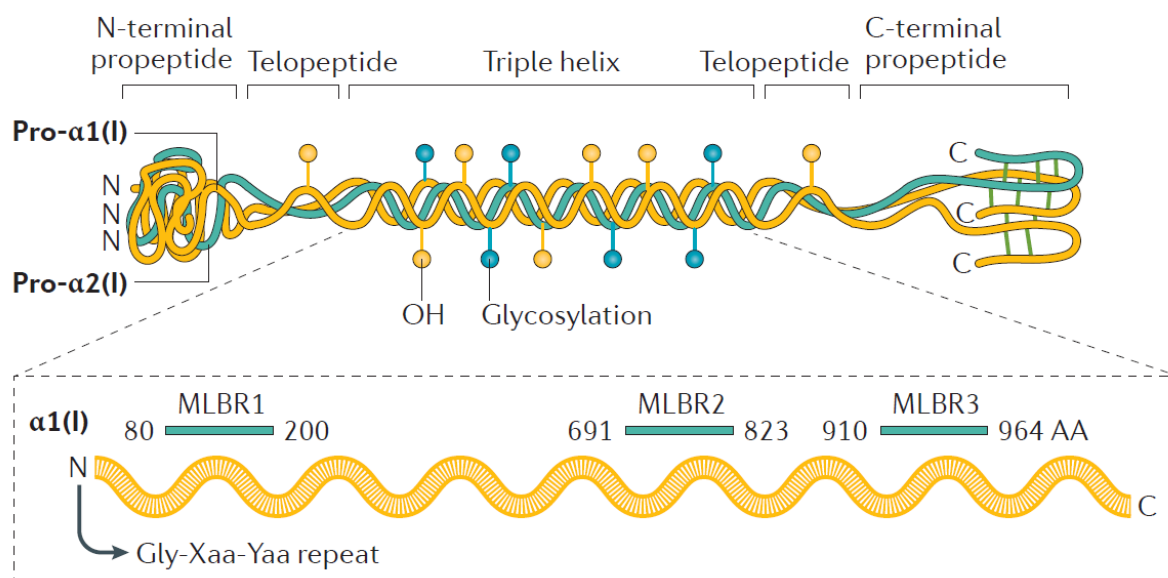 N-terminal
propeptide
Telopeptide
Triple helix
Telopeptide
C-terminal
propeptide
Pro-α1(I)
N
N
N
Pro-α2(I)
C
C
C
OH
Glycosylation
α1(I)
MLBR1
80 200
MLBR2
691 823
MLBR3
910 964 AA
N
C
Gly-Xaa-Yaa repeat